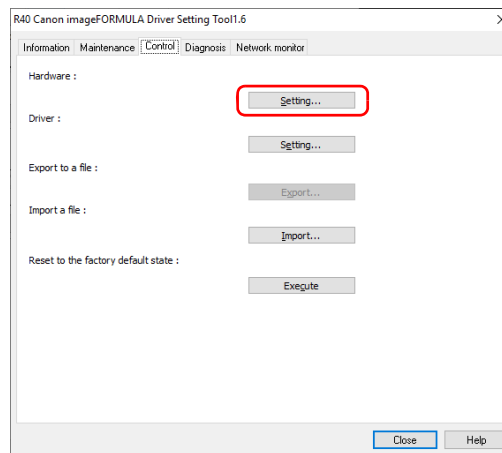 R40 Canon imageFORMULA Driver Setting Tool1.6
Information Maintenance Control Diagnosis Network monitor
Hardware :
Setting...
Driver :
Setting...
Export to a file :
Export...
Import a file :
Import...
Reset to the factory default state :
Execute
Close Help